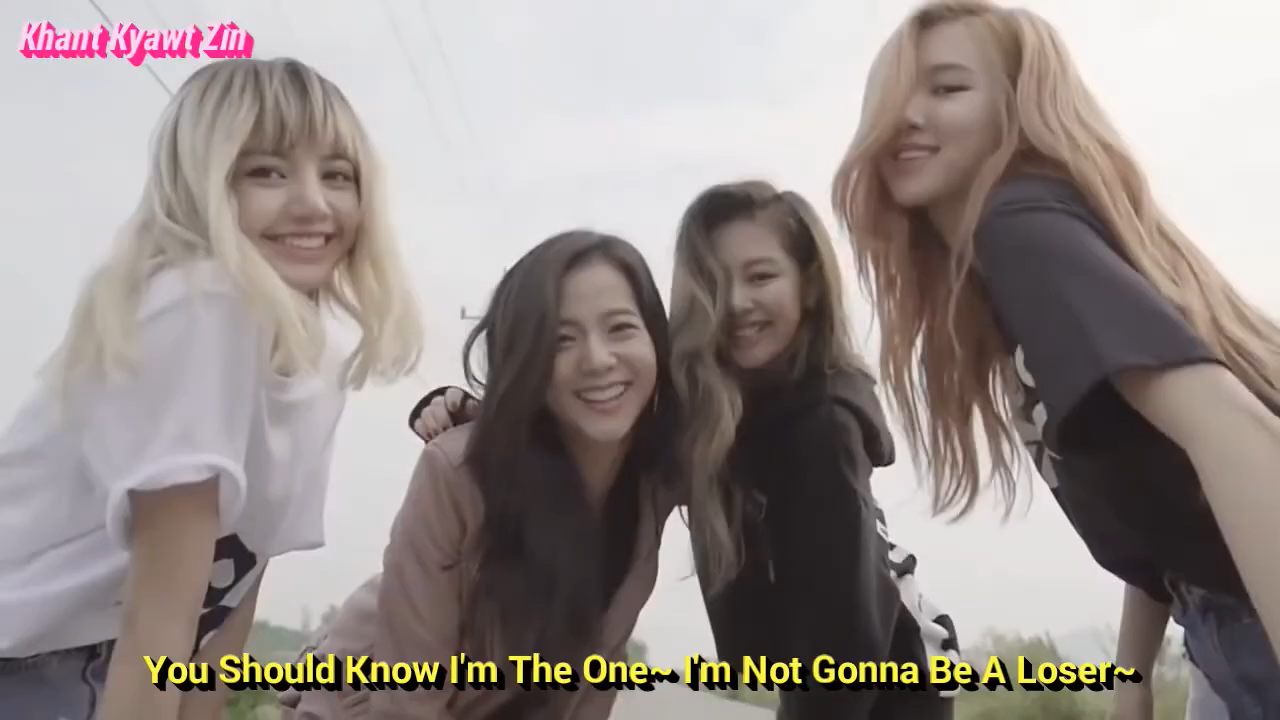 Khant Kyawt Zin
You Should Know I'm The One~ I'm Not Gonna Be A Loser~